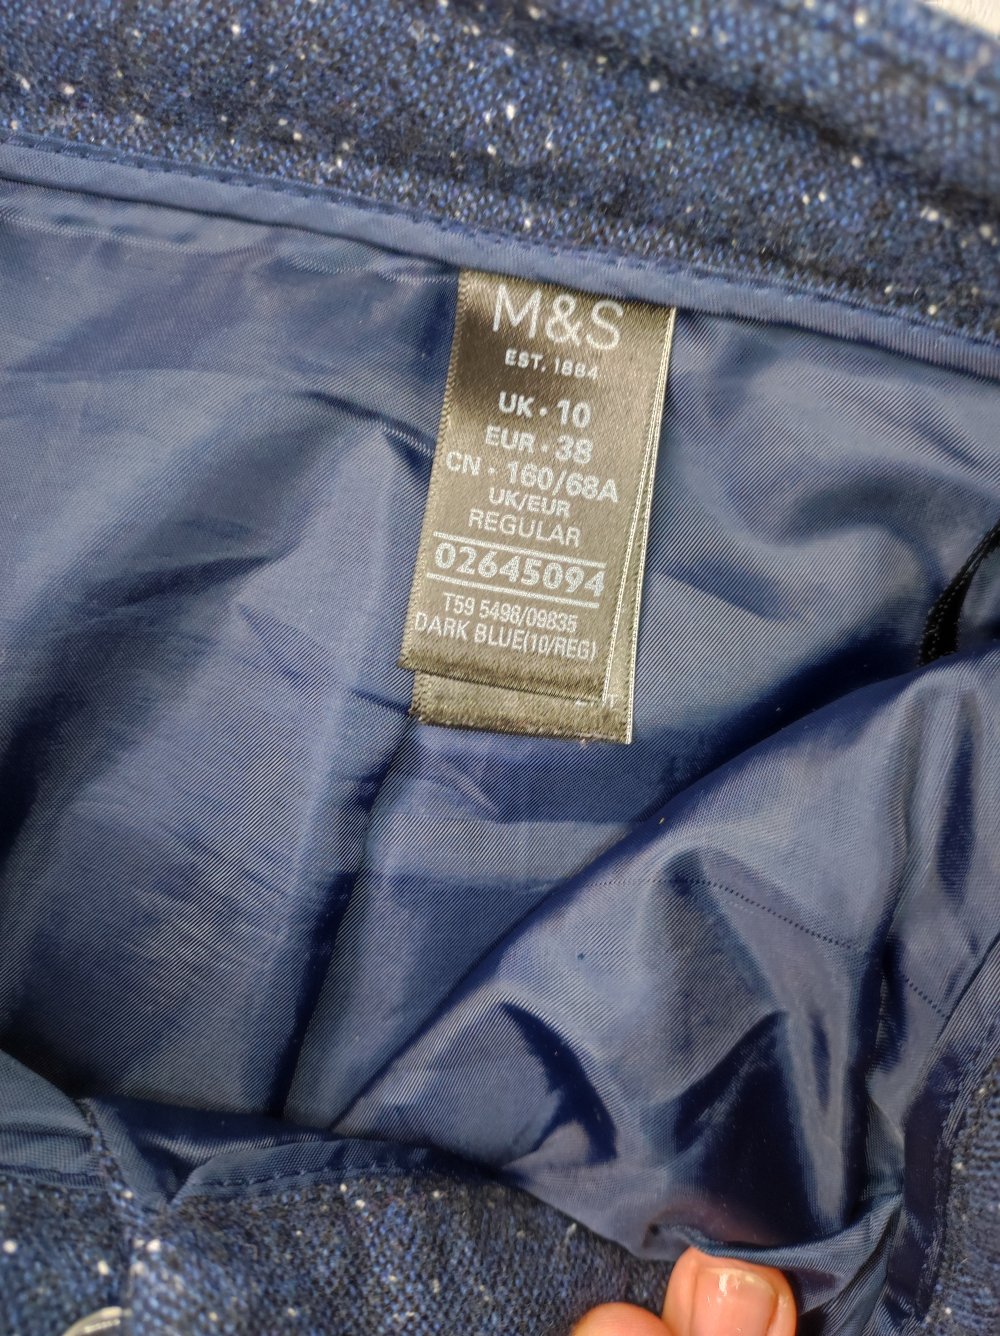 M&S
EST. 1884
UK • 10
EUR • 38
CN • 160/68A
UK/EUR
REGULAR
02645094
T59 5498/09835
DARK BLUE(10/REG)